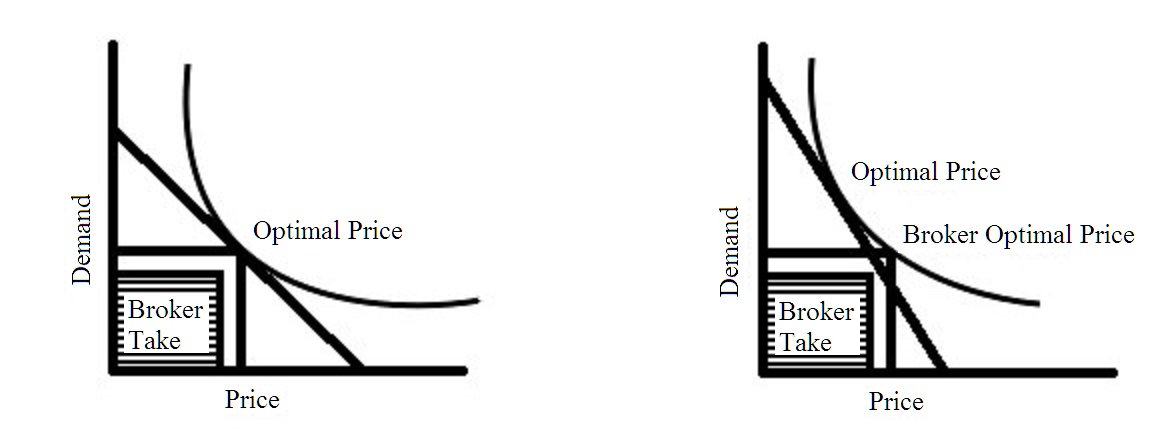 Demand
Optimal Price
Broker
Take
Price
Demand
Optimal Price
Broker Optimal Price
Broker
Take
Price